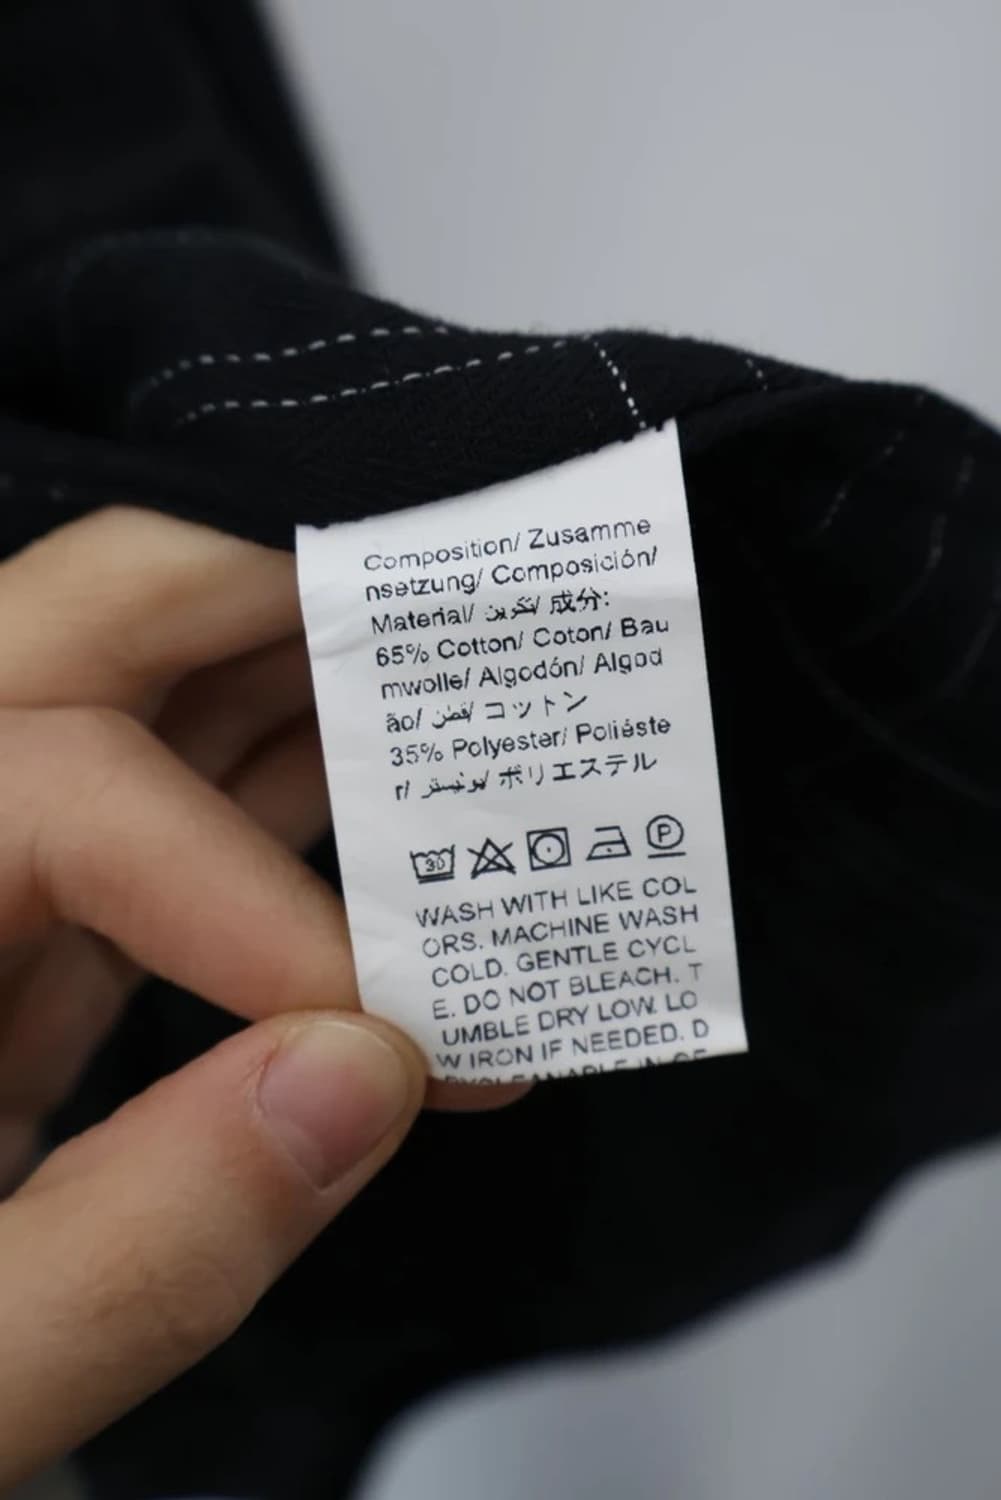 Composition/ Zusamme
nsetzung/ Composición/
Material/ تكوين/ 成分:
65% Cotton/ Coton/ Bau
mwolle/ Algodón/ Algod
ão/ قطن/ コットン
35% Polyester/ Poliéste
r/ بوليستر/ ポリエステル
30 P
WASH WITH LIKE COL
ORS. MACHINE WASH
COLD. GENTLE CYCL
E. DO NOT BLEACH. T
UMBLE DRY LOW. LO
W IRON IF NEEDED. D